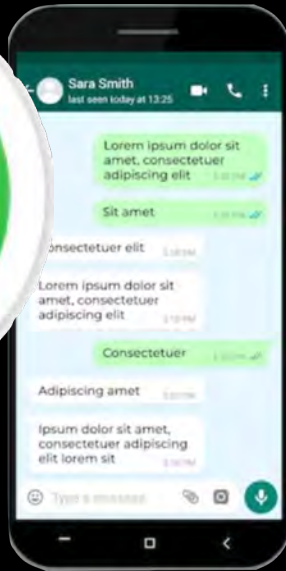 Sara Smith
last seen today at 13:25
Lorem ipsum dolor sit
amet, consectetuer
adipiscing elit
Sit amet
onsectetuer elit
Lorem ipsum dolor sit
amet, consectetuer
adipiscing elit
Consectetuer
Adipiscing amet
Ipsum dolor sit amet,
consectetuer adipiscing
elit lorem sit
Type a message